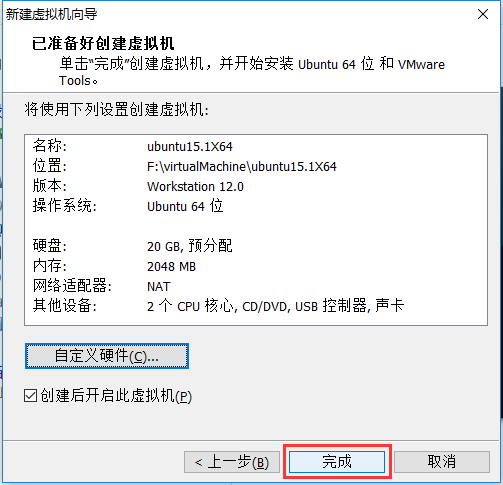 新建虚拟机向导
已准备好创建虚拟机
单击“完成”创建虚拟机，并开始安装 Ubuntu 64 位 和 VMware
Tools。
将使用下列设置创建虚拟机:
名称: ubuntu15.1X64
位置: F:\virtualMachine\ubuntu15.1X64
版本: Workstation 12.0
操作系统: Ubuntu 64 位
硬盘: 20 GB, 预分配
内存: 2048 MB
网络适配器: NAT
其他设备: 2 个 CPU 核心, CD/DVD, USB 控制器, 声卡
自定义硬件(C)...
创建后开启此虚拟机(P)
< 上一步(B) 完成 取消